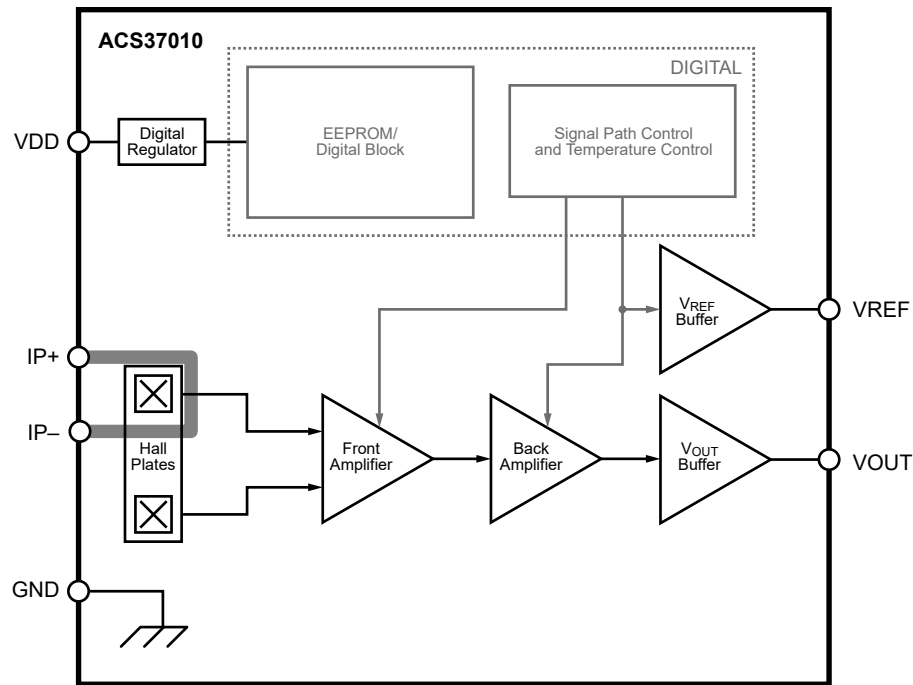 ACS37010
DIGITAL
VDD
Digital
Regulator
EEPROM/
Digital Block
Signal Path Control
and Temperature Control
VREF
Buffer
VREF
IP+
IP–
Hall
Plates
Front
Amplifier
Back
Amplifier
VOUT
Buffer
VOUT
GND